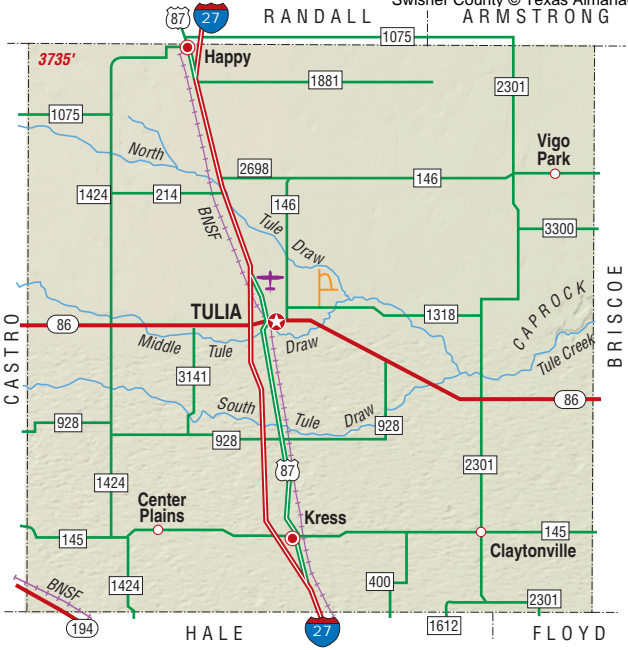 Swisher County © Texas Almanac
87
27
RANDALL
ARMSTRONG
1075
3735'
Happy
1881
2301
1075
North
Vigo
Park
2698
146
1424
214
146
BNSF
Tule
Draw
3300
CAPROCK
BRISCOE
TULIA
1318
CASTRO
86
Middle
Tule
Draw
Tule Creek
3141
86
South
Tule
Draw
928
928
928
87
2301
1424
Center
Plains
Kress
145
145
Claytonville
BNSF
1424
400
2301
194
HALE
27
1612
FLOYD